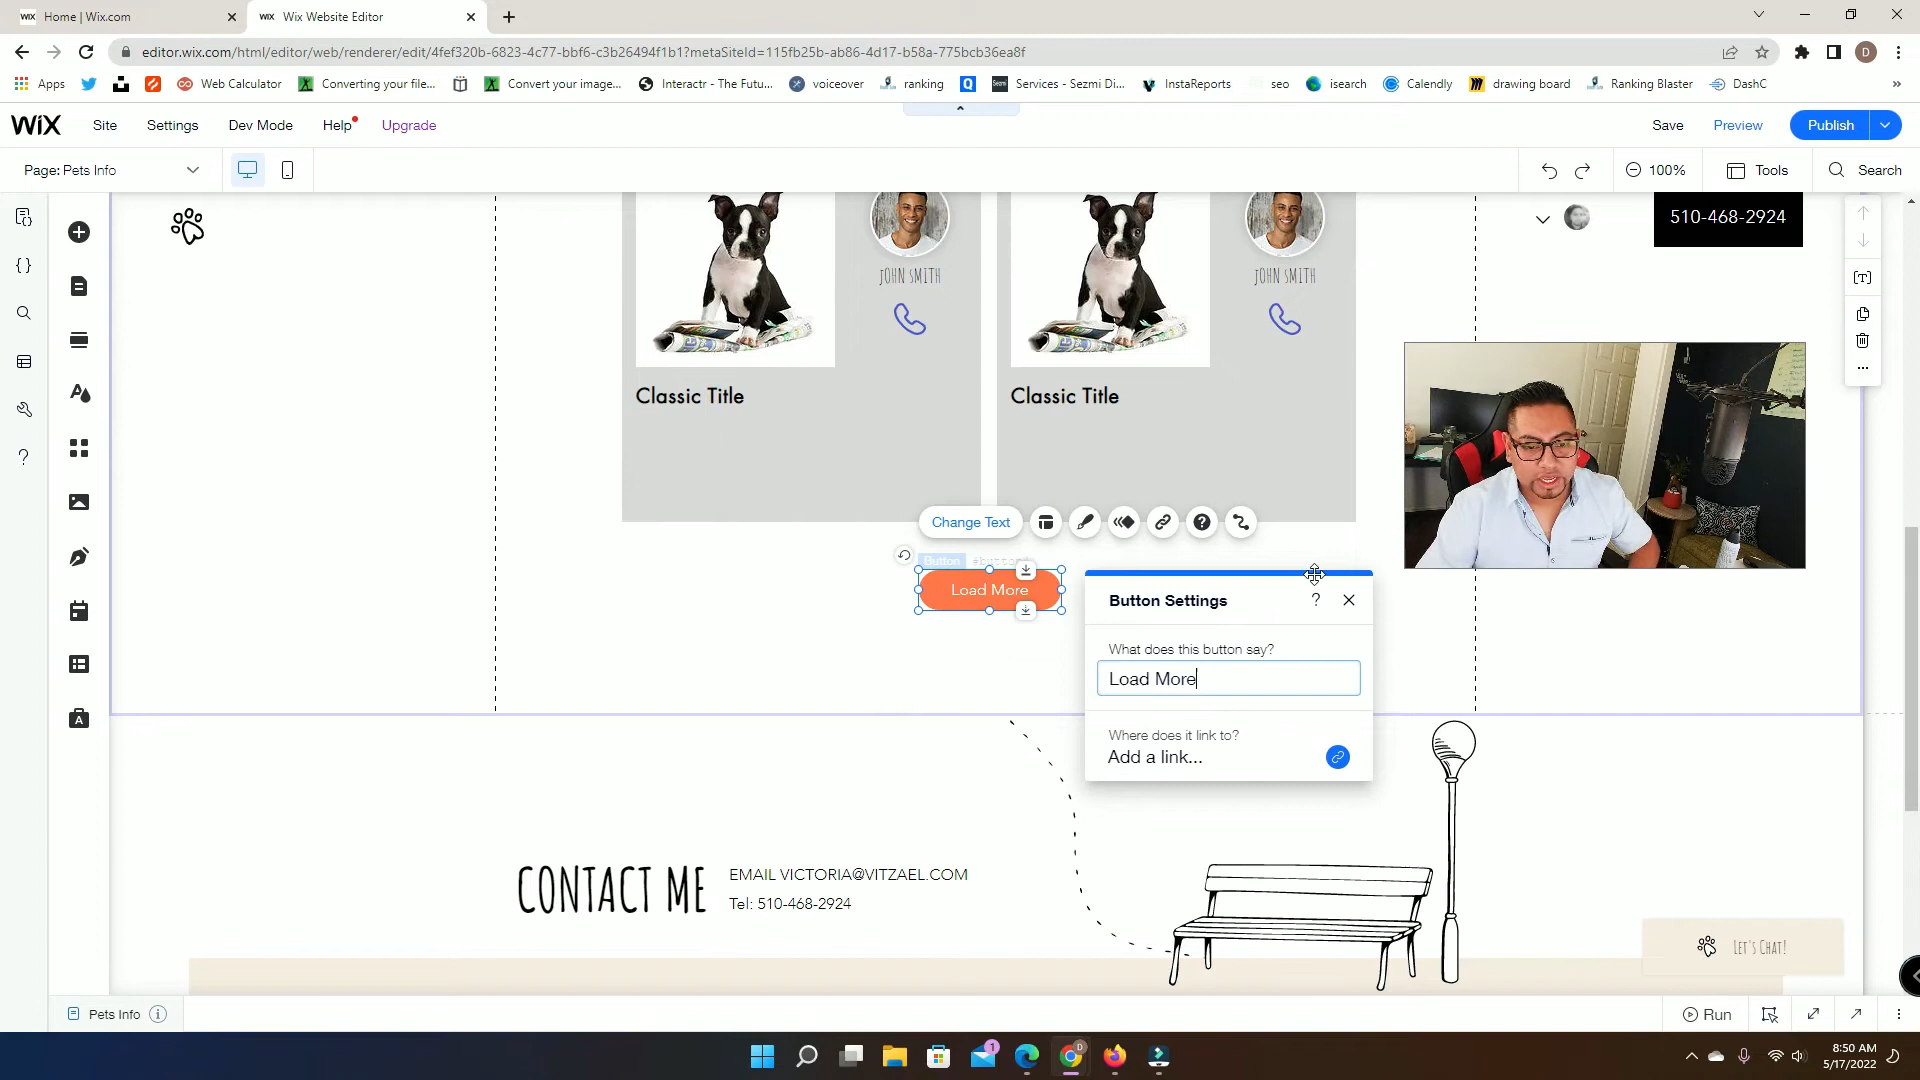 Home | Wix.com
Wix Website Editor
editor.wix.com/html/editor/web/renderer/edit/4fef320b-6823-4c77-bbf6-c3b26494f1b1?metaSiteId=115fb25b-ab86-4d17-b58a-775bcb36ea8f
D
Apps
Web Calculator
Converting your file...
Convert your image...
Interactr - The Futu...
voiceover
ranking
Services - Sezmi Di...
InstaReports
seo
isearch
Calendly
drawing board
Ranking Blaster
DashC
WiX
Site
Settings
Dev Mode
Help
Upgrade
Save
Preview
Publish
Page: Pets Info
100%
Tools
Search
510-468-2924
JOHN SMITH
JOHN SMITH
Classic Title
Classic Title
Change Text
Button
Load More
Button Settings
What does this button say?
Load More
Where does it link to?
Add a link...
CONTACT ME
EMAIL VICTORIA@VITZAEL.COM
Tel: 510-468-2924
LET'S CHAT!
Pets Info
Run
8:50 AM
5/17/2022